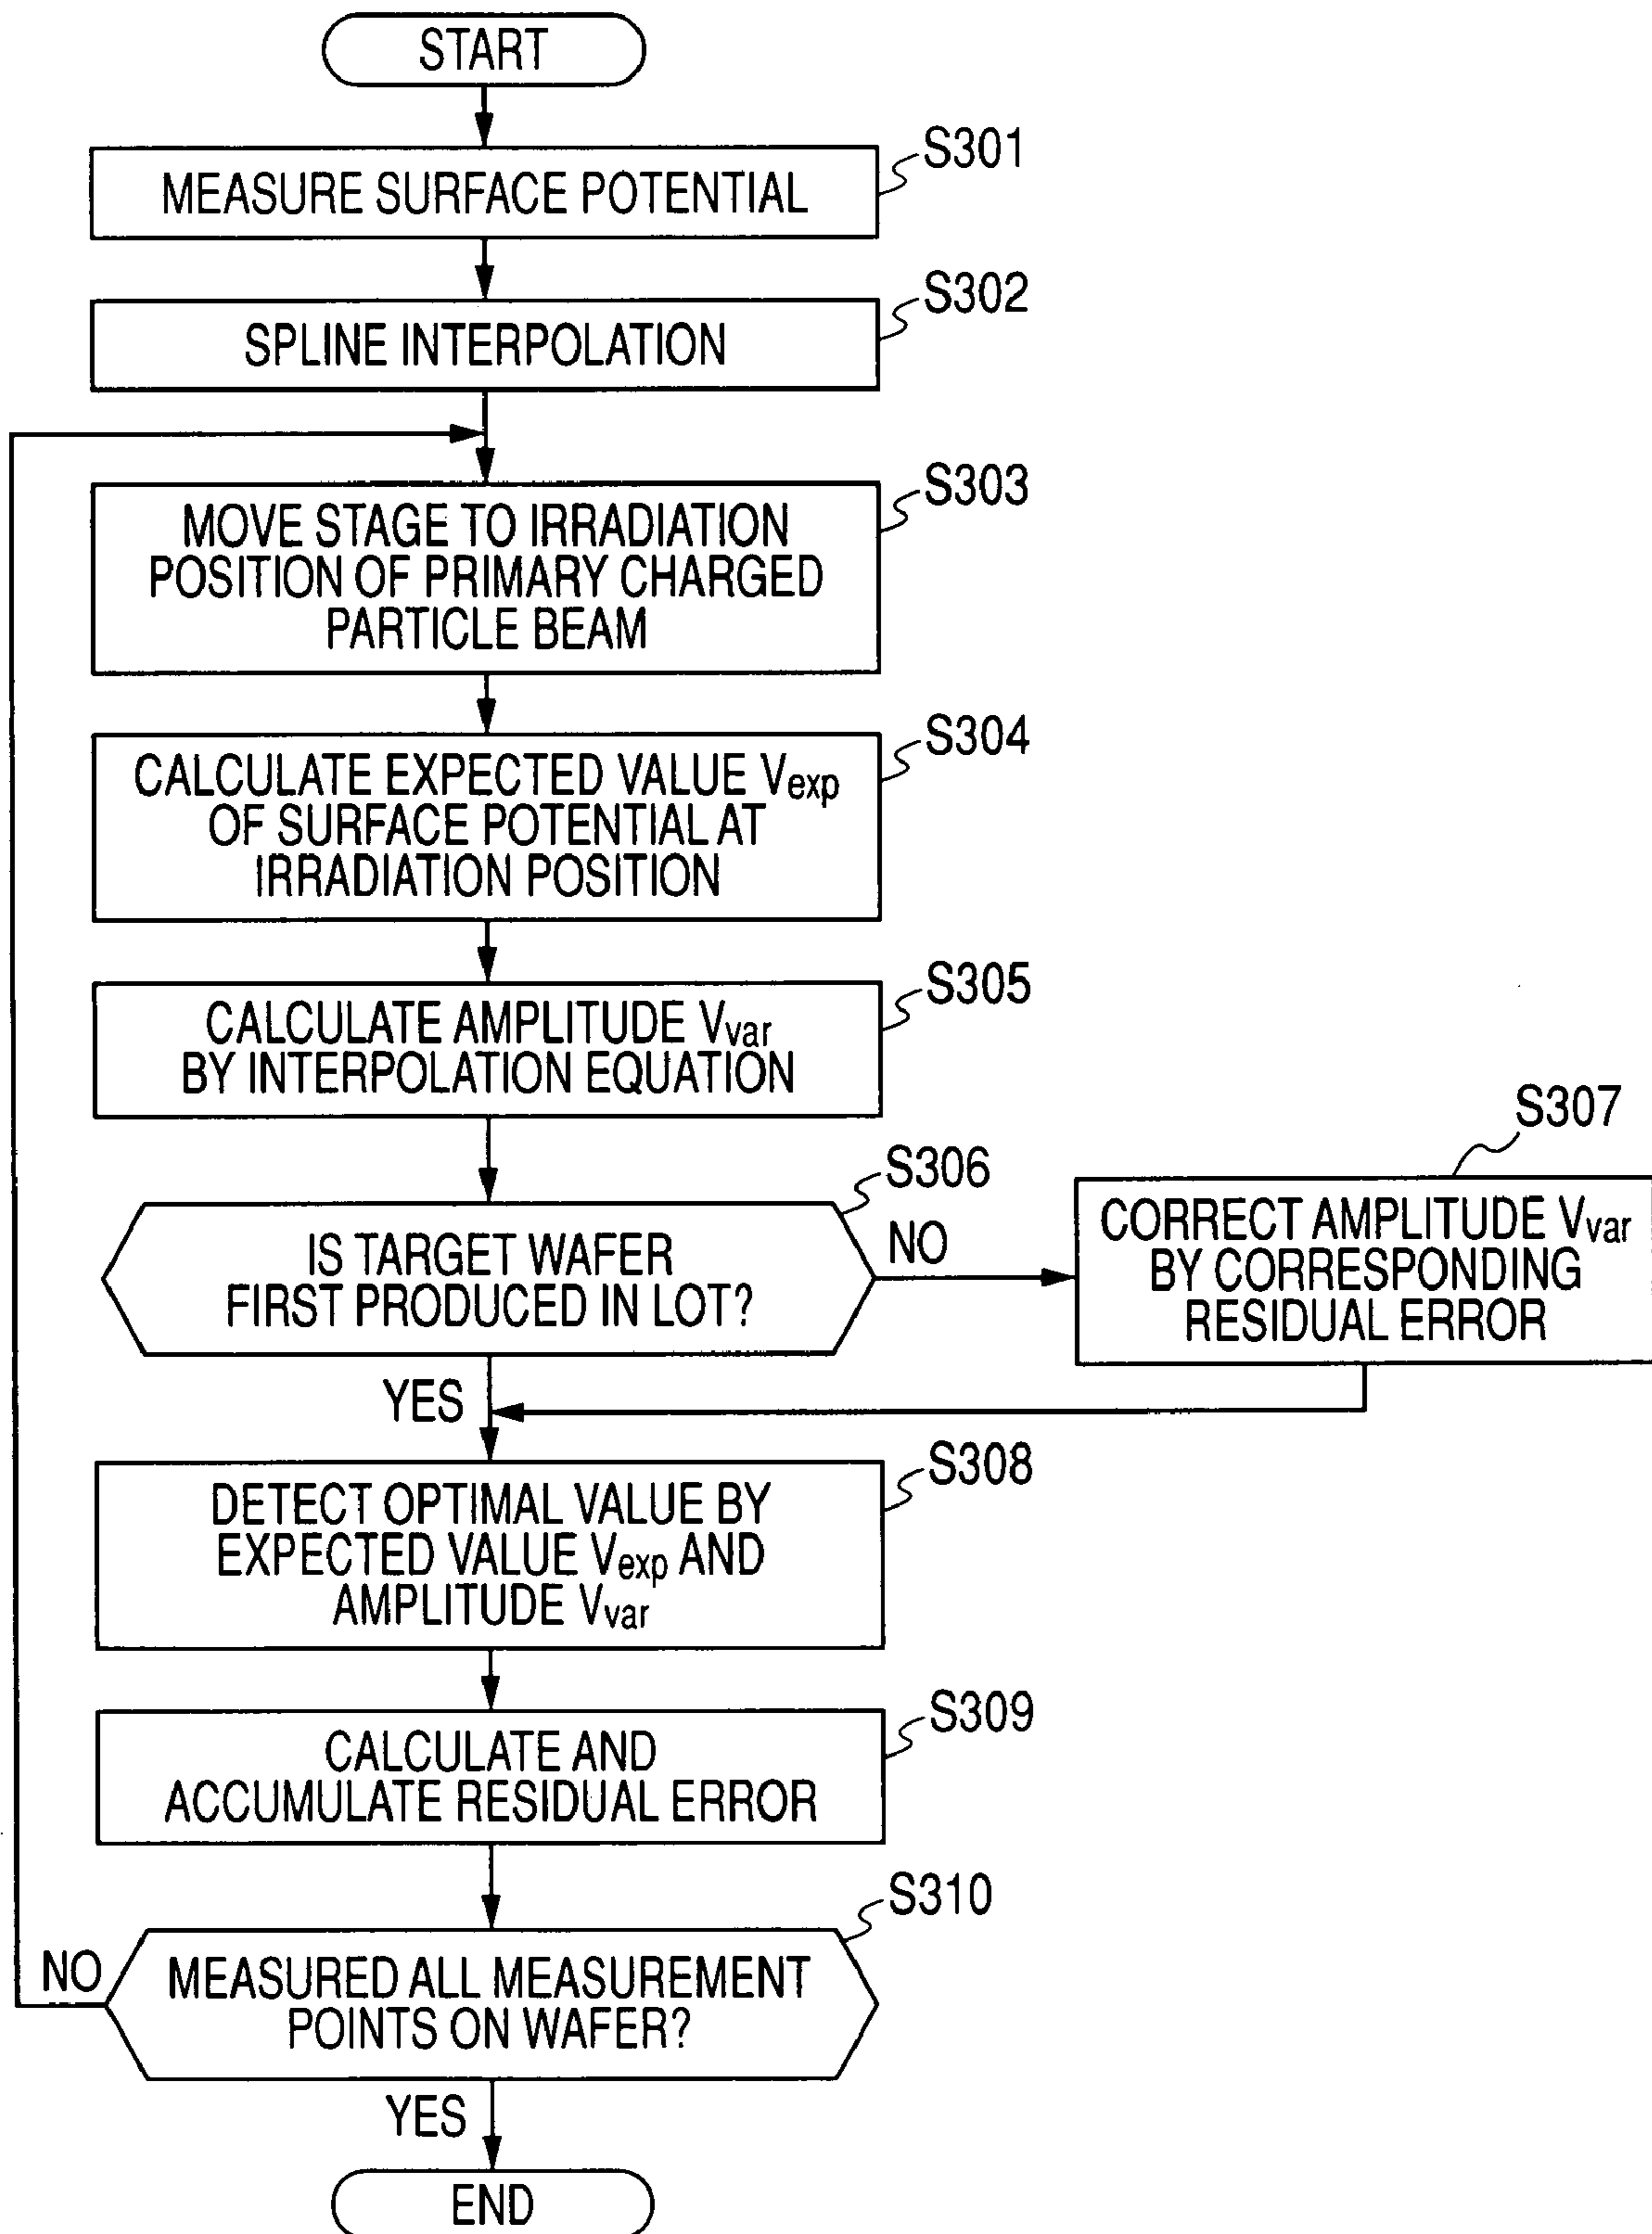 START
S301
MEASURE SURFACE POTENTIAL
S302
SPLINE INTERPOLATION
S303
MOVE STAGE TO IRRADIATION
POSITION OF PRIMARY CHARGED
PARTICLE BEAM
S304
CALCULATE EXPECTED VALUE Vexp
OF SURFACE POTENTIAL AT
IRRADIATION POSITION
S305
CALCULATE AMPLITUDE Vvar
BY INTERPOLATION EQUATION
S306
IS TARGET WAFER
FIRST PRODUCED IN LOT?
NO
S307
CORRECT AMPLITUDE Vvar
BY CORRESPONDING
RESIDUAL ERROR
YES
S308
DETECT OPTIMAL VALUE BY
EXPECTED VALUE Vexp AND
AMPLITUDE Vvar
S309
CALCULATE AND
ACCUMULATE RESIDUAL ERROR
S310
NO
MEASURED ALL MEASUREMENT
POINTS ON WAFER?
YES
END